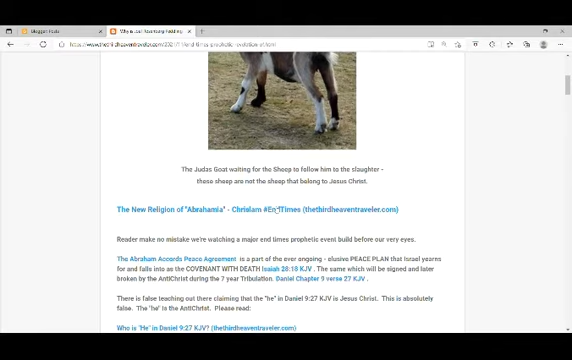 Blogger: Posts
Why is Joel Rosenberg Peddling
The Judas Goat waiting for the Sheep to follow him to the slaughter -
these sheep are not the sheep that belong to Jesus Christ.
The New Religion of "Abrahamia" - Chrislam #EndTimes (thethirdheaventraveler.com)
Reader make no mistake we're watching a major end times prophetic event build before our very eyes.
The Abraham Accords Peace Agreement is a part of the ever ongoing - elusive PEACE PLAN that Israel yearns
for and falls into as the COVENANT WITH DEATH Isaiah 28:18 KJV . The same which will be signed and later
broken by the AntiChrist during the 7 year Tribulation. Daniel Chapter 9 verse 27 KJV .
There is false teaching out there claiming that the "he" in Daniel 9:27 KJV is Jesus Christ. This is absolutely
false. The "he" is the AntiChrist. Please read:
Who is "He" in Daniel 9:27 KJV? (thethirdheaventraveler.com)